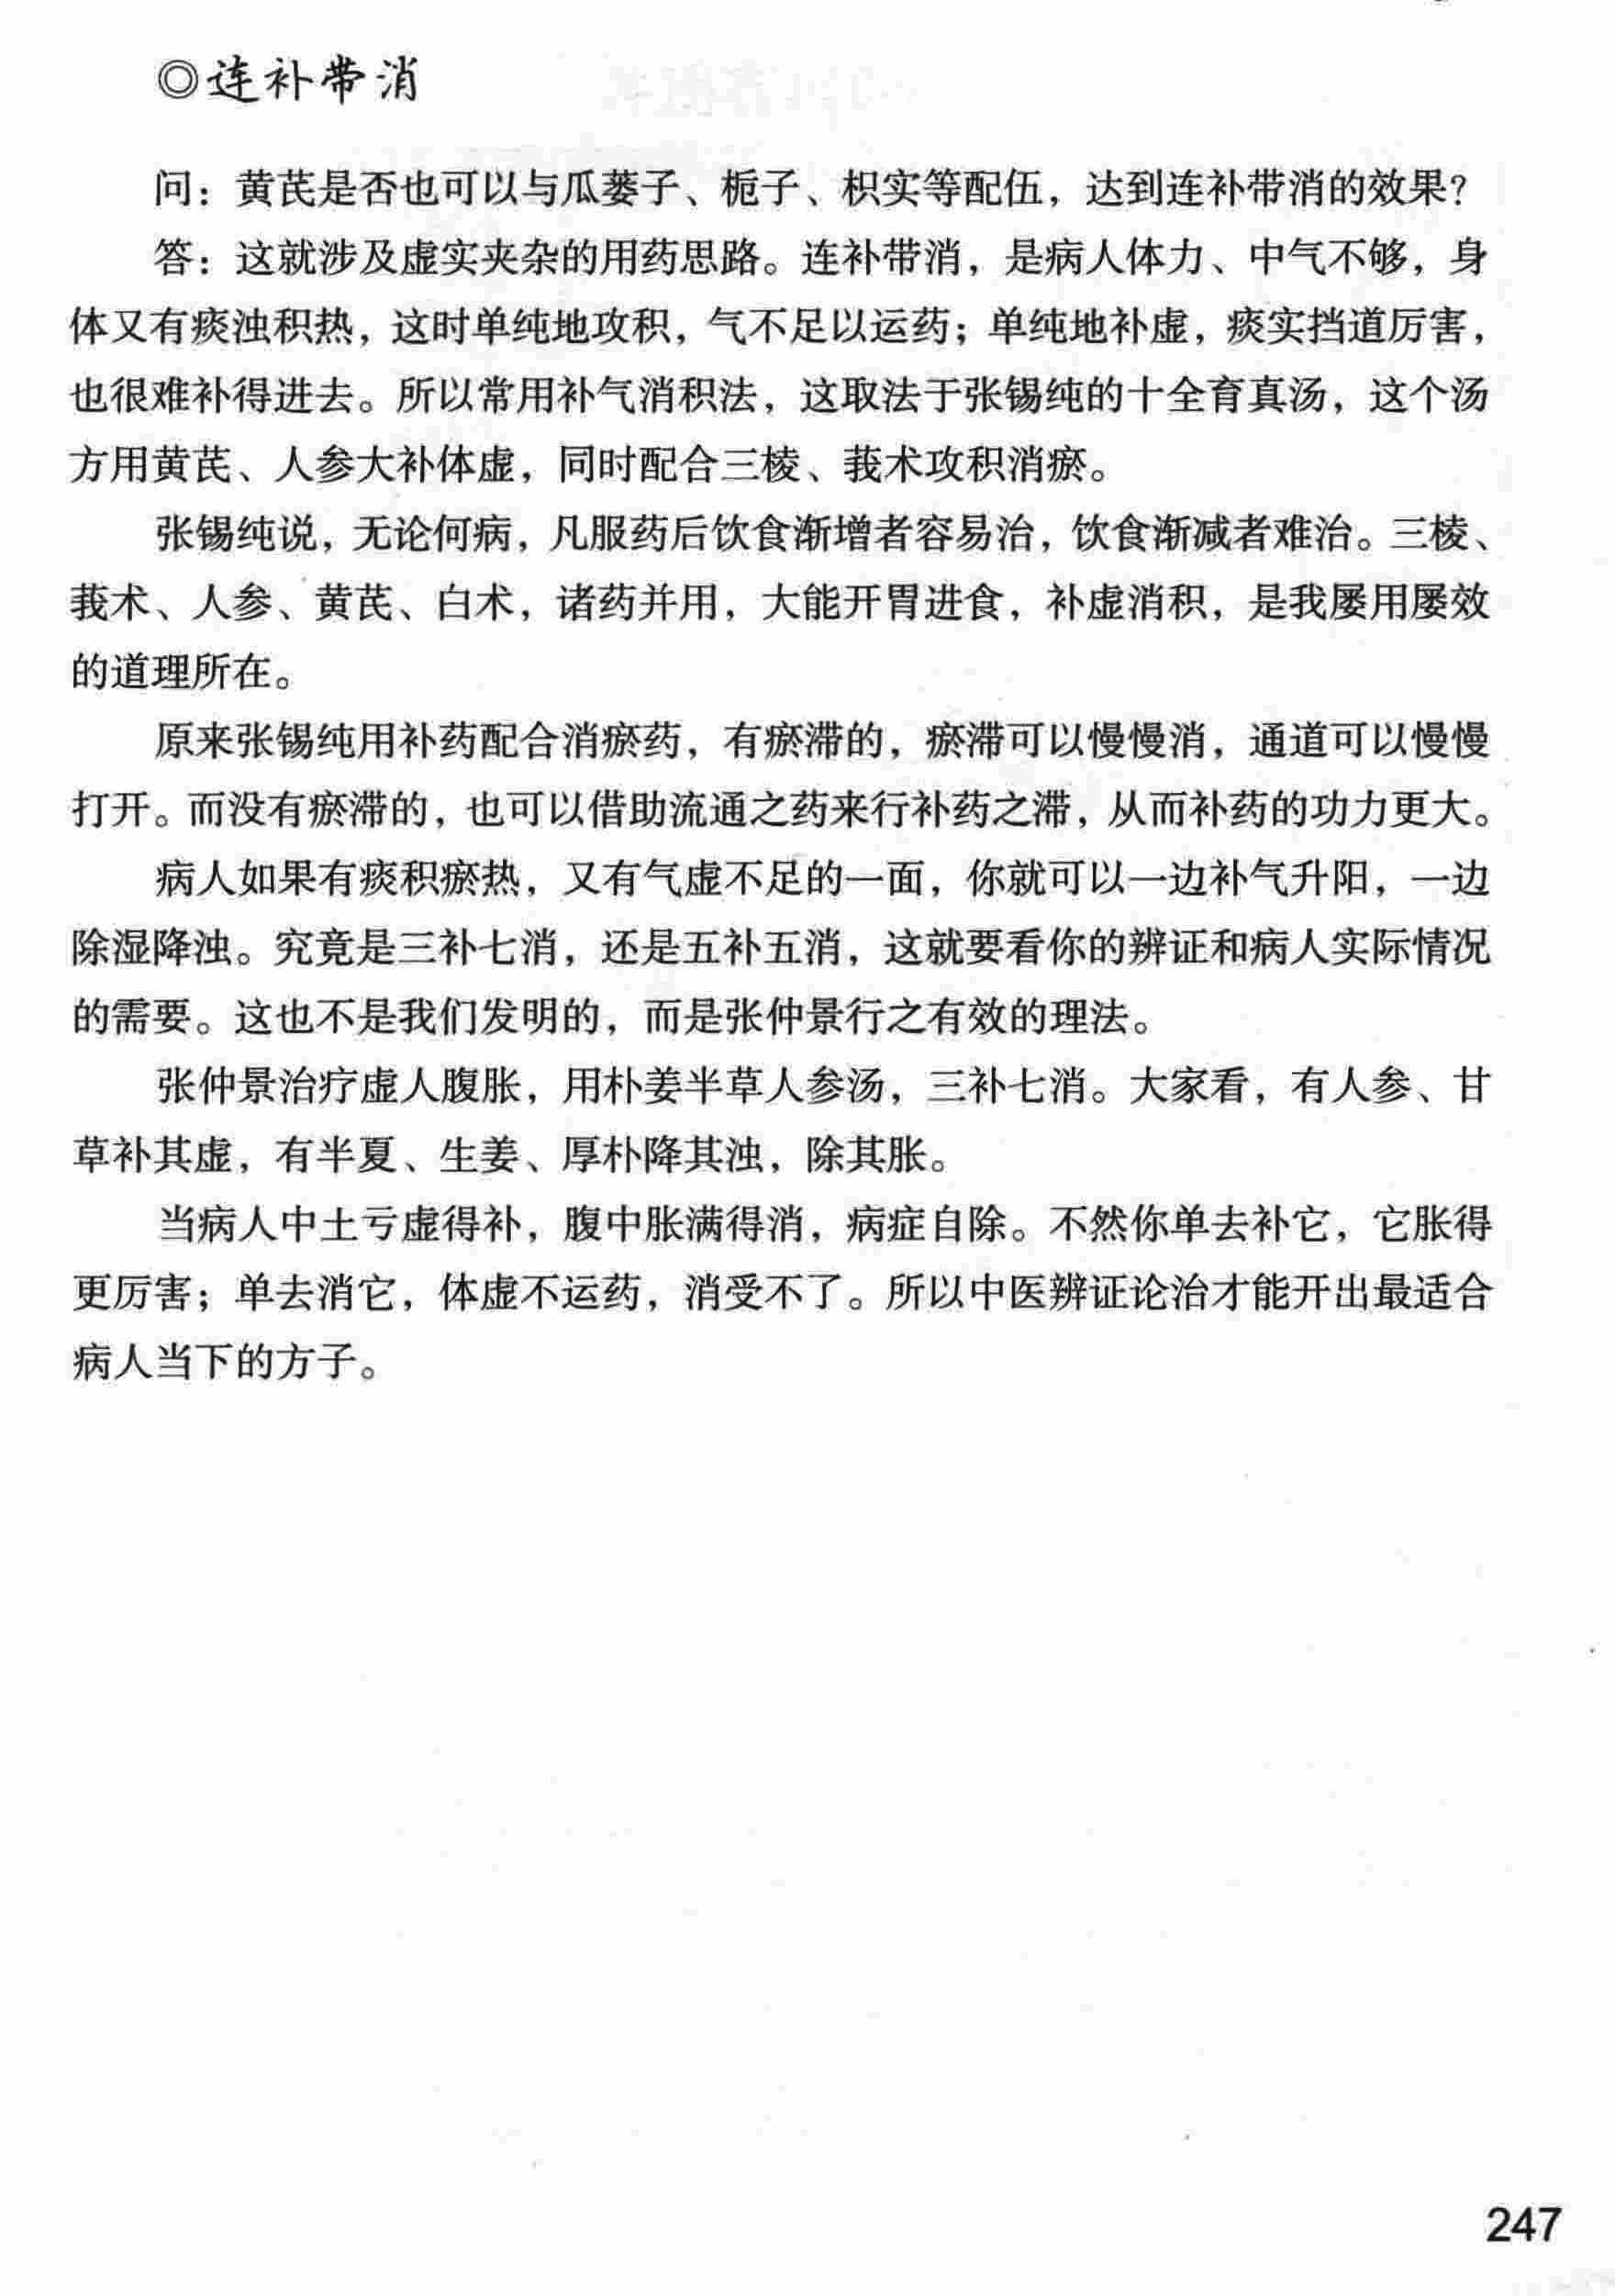 ◎连补带消
问：黄芪是否也可以与瓜蒌子、栀子、枳实等配伍，达到连补带消的效果？
答：这就涉及虚实夹杂的用药思路。连补带消，是病人体力、中气不够，身
体又有痰浊积热，这时单纯地攻积，气不足以运药；单纯地补虚，痰实挡道厉害，
也很难补得进去。所以常用补气消积法，这取法于张锡纯的十全育真汤，这个汤
方用黄芪、人参大补体虚，同时配合三棱、莪术攻积消瘀。
张锡纯说，无论何病，凡服药后饮食渐增者容易治，饮食渐减者难治。三棱、
莪术、人参、黄芪、白术，诸药并用，大能开胃进食，补虚消积，是我屡用屡效
的道理所在。
原来张锡纯用补药配合消瘀药，有瘀滞的，瘀滞可以慢慢消，通道可以慢慢
打开。而没有瘀滞的，也可以借助流通之药来行补药之滞，从而补药的功力更大。
病人如果有痰积瘀热，又有气虚不足的一面，你就可以一边补气升阳，一边
除湿降浊。究竟是三补七消，还是五补五消，这就要看你的辨证和病人实际情况
的需要。这也不是我们发明的，而是张仲景行之有效的理法。
张仲景治疗虚人腹胀，用朴姜半草人参汤，三补七消。大家看，有人参、甘
草补其虚，有半夏、生姜、厚朴降其浊，除其胀。
当病人中土亏虚得补，腹中胀满得消，病症自除。不然你单去补它，它胀得
更厉害；单去消它，体虚不运药，消受不了。所以中医辨证论治才能开出最适合
病人当下的方子。
247